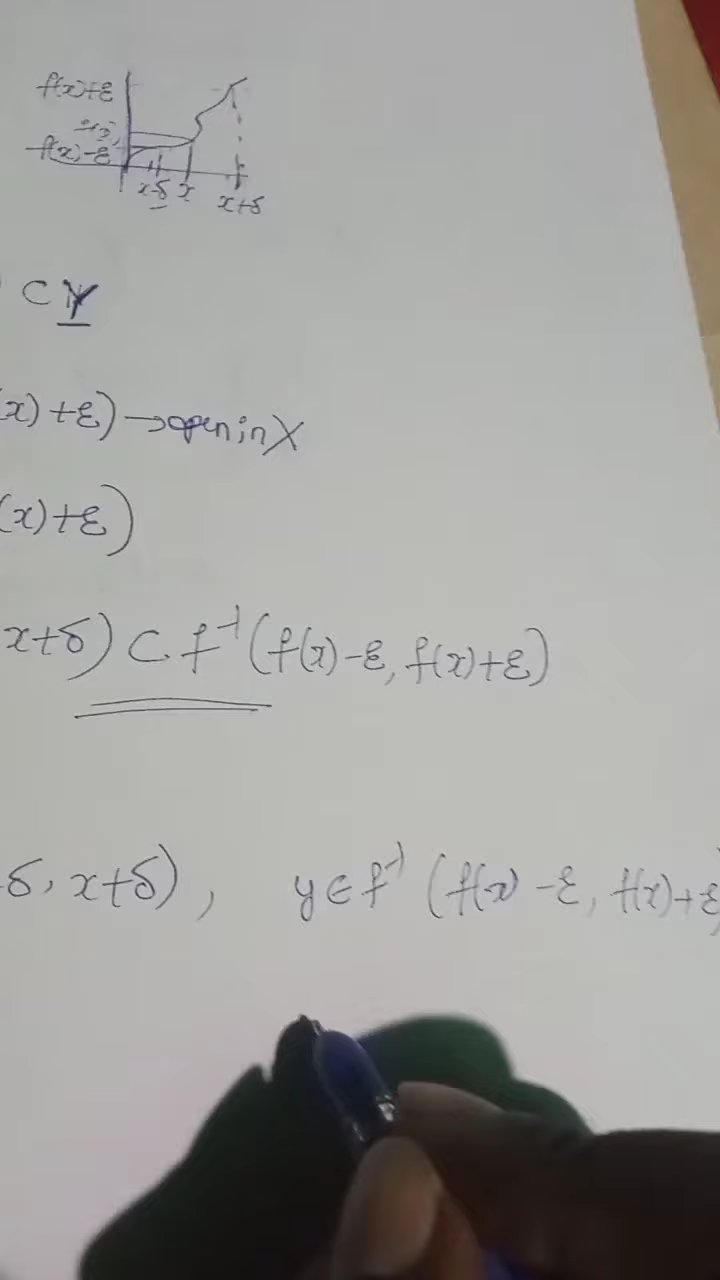 f(x)+ε
f(x)-ε
x-δ x x+δ
⊂ Y
x)+ε) → open in X
(x)+ε)
x+δ) ⊂ f⁻¹(f(x)-ε, f(x)+ε)
δ, x+δ), y∈f⁻¹(f(x)-ε, f(x)+ε